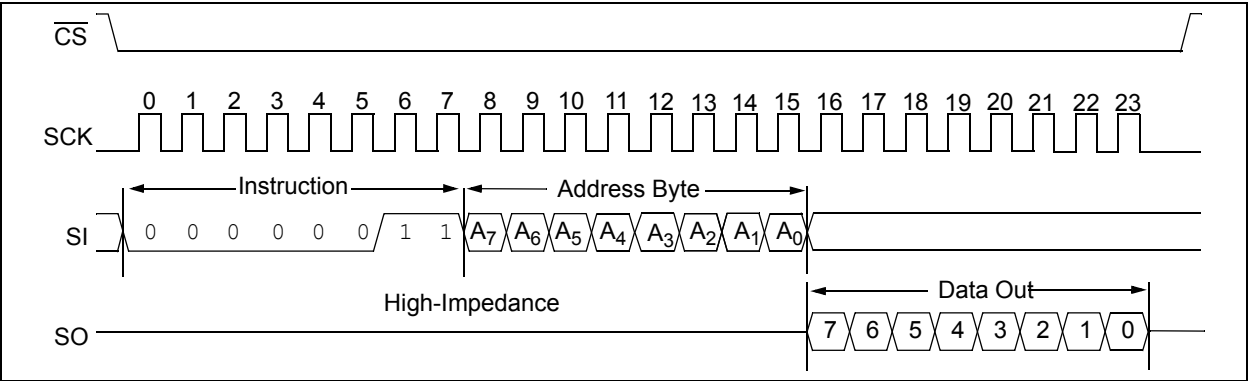 CS
0 1 2 3 4 5 6 7 8 9 10 11 12 13 14 15 16 17 18 19 20 21 22 23
SCK
Instruction Address Byte
SI 0 0 0 0 0 0 1 1 A7 A6 A5 A4 A3 A2 A1 A0
Data Out
High-Impedance
SO 7 6 5 4 3 2 1 0